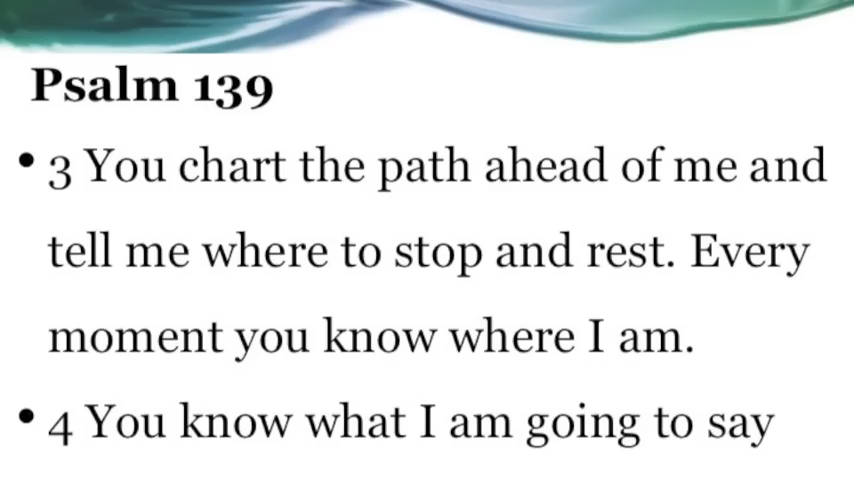 Psalm 139
• 3 You chart the path ahead of me and
tell me where to stop and rest. Every
moment you know where I am.
• 4 You know what I am going to say